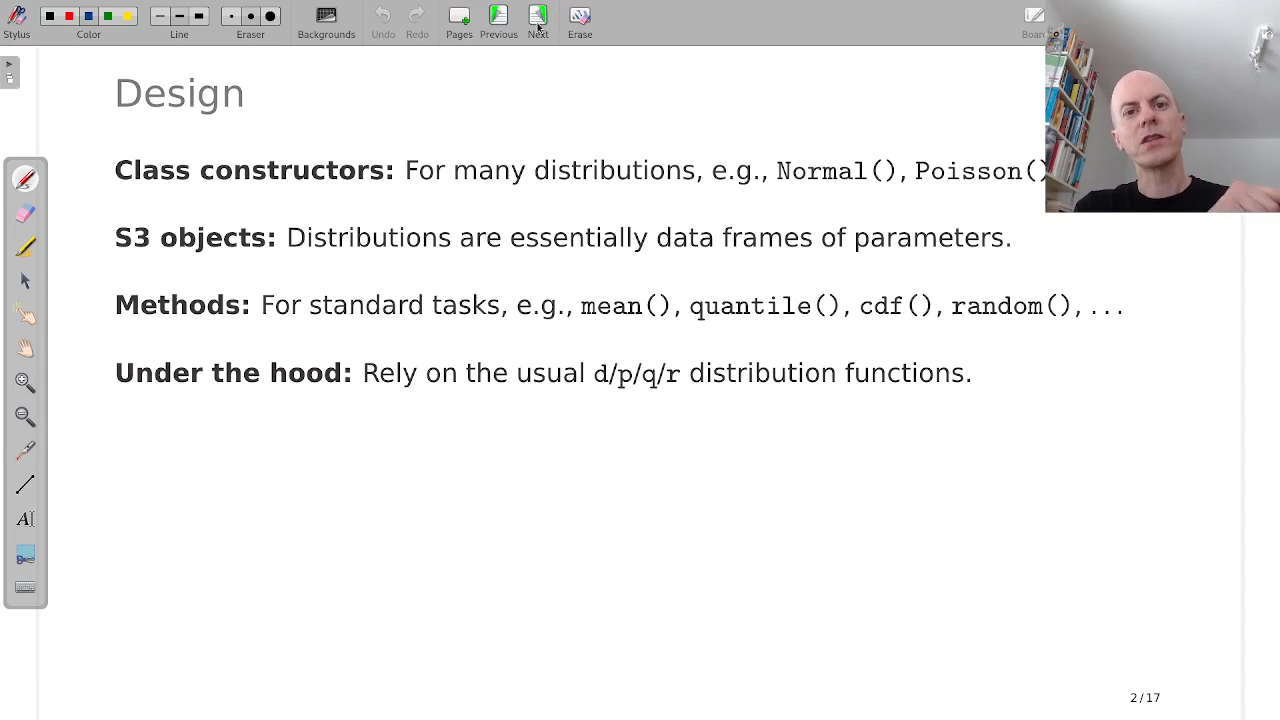 Stylus Color Line Eraser Backgrounds Undo Redo Pages Previous Next Erase Board
Design
Class constructors: For many distributions, e.g., Normal(), Poisson()
S3 objects: Distributions are essentially data frames of parameters.
Methods: For standard tasks, e.g., mean(), quantile(), cdf(), random(), ...
Under the hood: Rely on the usual d/p/q/r distribution functions.
2 / 17